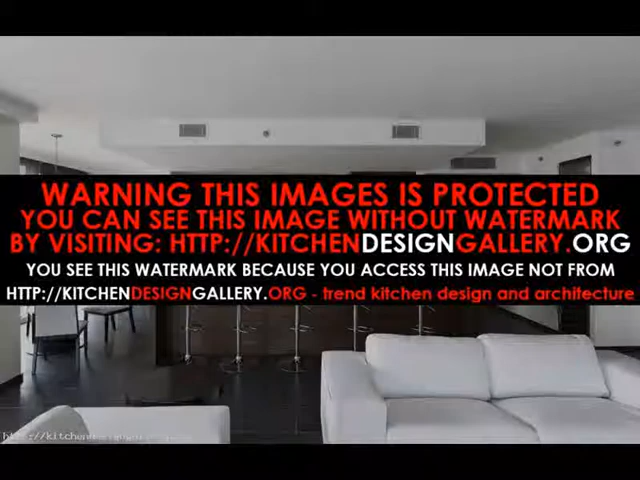 WARNING THIS IMAGES IS PROTECTED
YOU CAN SEE THIS IMAGE WITHOUT WATERMARK
BY VISITING: HTTP://KITCHENDESIGNGALLERY.ORG
YOU SEE THIS WATERMARK BECAUSE YOU ACCESS THIS IMAGE NOT FROM
HTTP://KITCHENDESIGNGALLERY.ORG - trend kitchen design and architecture